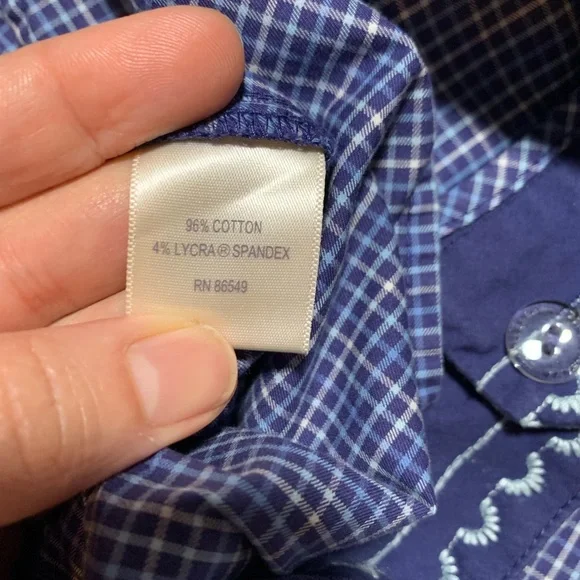 96% COTTON
4% LYCRA® SPANDEX
RN 86549